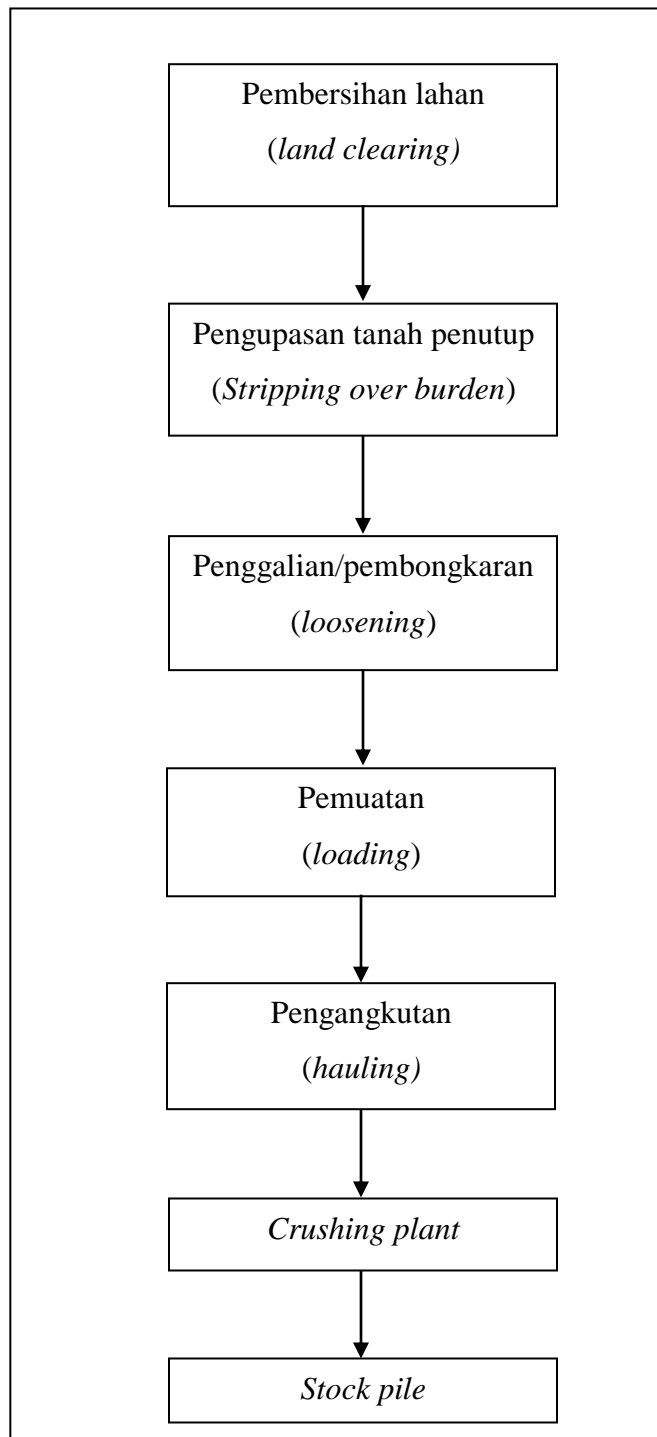 Pembersihan lahan
(land clearing)
Pengupasan tanah penutup
(Stripping over burden)
Penggalian/pembongkaran
(loosening)
Pemuatan
(loading)
Pengangkutan
(hauling)
Crushing plant
Stock pile